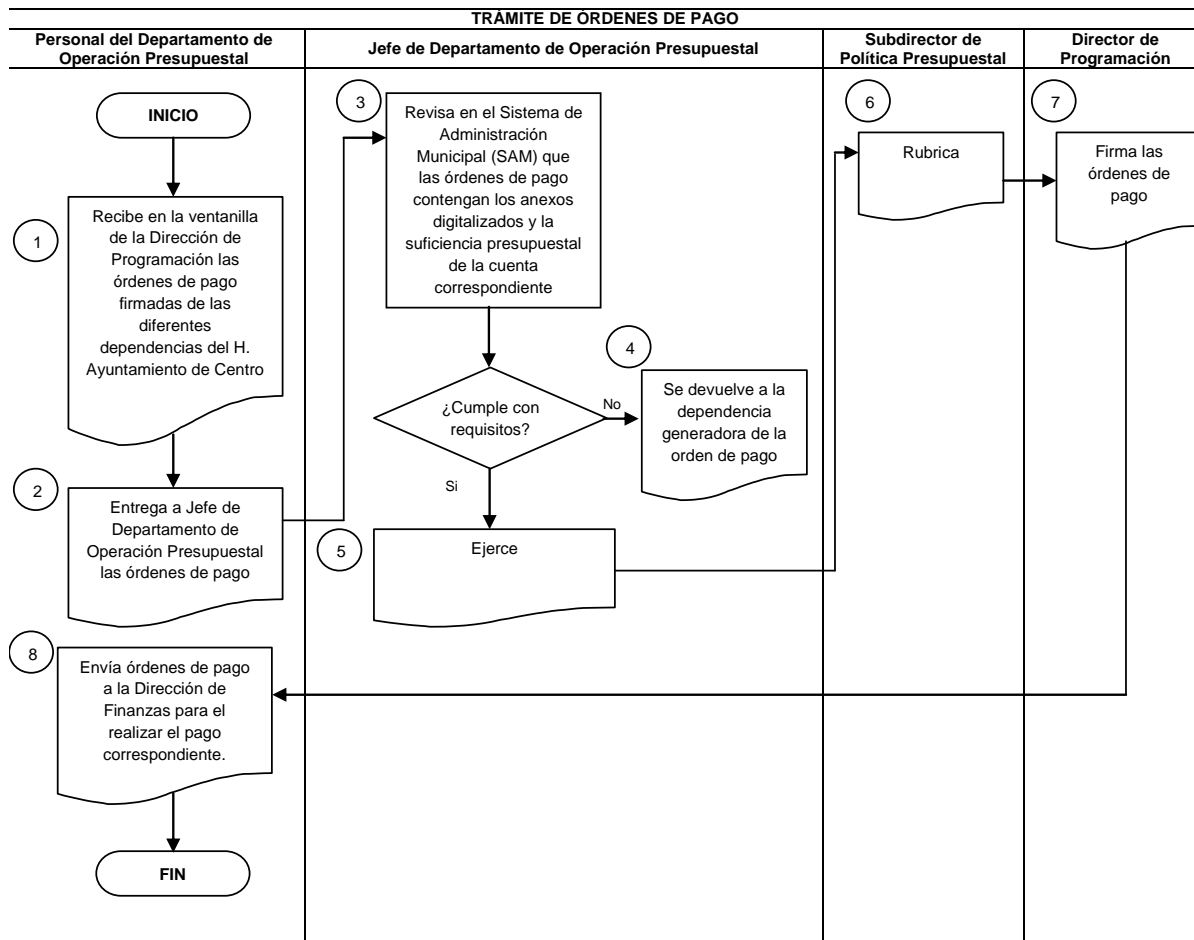 TRÁMITE DE ÓRDENES DE PAGO
Personal del Departamento de
Operación Presupuestal
Jefe de Departamento de Operación Presupuestal
Subdirector de
Política Presupuestal
Director de
Programación
INICIO
1
Recibe en la ventanilla
de la Dirección de
Programación las
órdenes de pago
firmadas de las
diferentes
dependencias del H.
Ayuntamiento de Centro
2
Entrega a Jefe de
Departamento de
Operación Presupuestal
las órdenes de pago
3
Revisa en el Sistema de
Administración
Municipal (SAM) que
las órdenes de pago
contengan los anexos
digitalizados y la
suficiencia presupuestal
de la cuenta
correspondiente
¿Cumple con
requisitos?
No
4
Se devuelve a la
dependencia
generadora de la
orden de pago
Si
5
Ejerce
6
Rubrica
7
Firma las
órdenes de
pago
8
Envía órdenes de pago
a la Dirección de
Finanzas para el
realizar el pago
correspondiente.
FIN